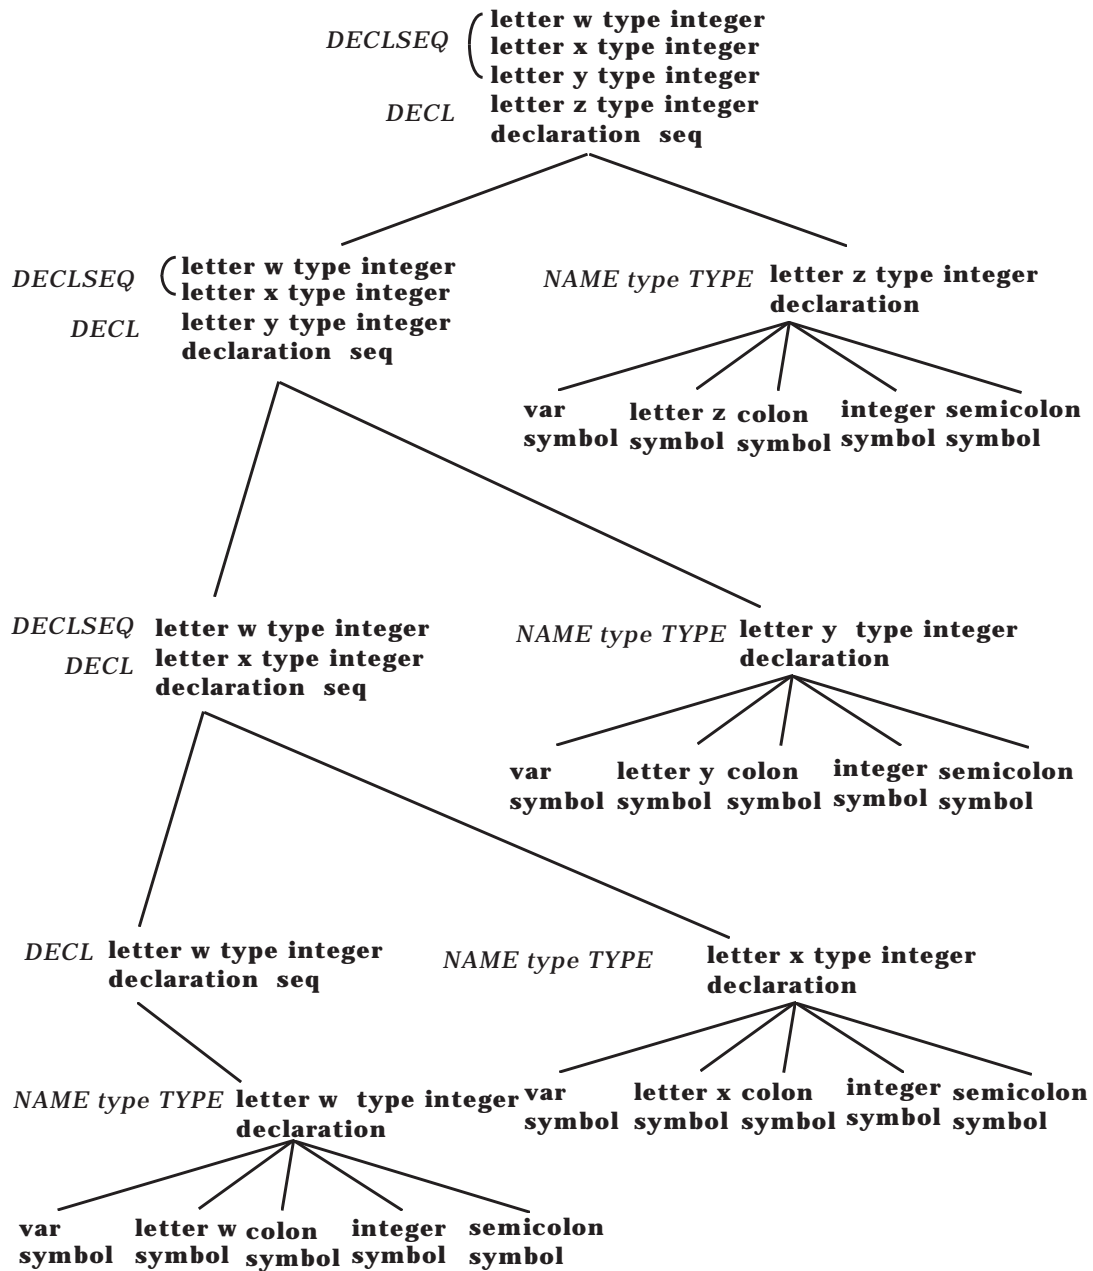 letter w type integer
DECLSEQ letter x type integer
letter y type integer
DECL letter z type integer
declaration seq
DECLSEQ letter w type integer
letter x type integer
DECL letter y type integer
declaration seq
NAME type TYPE letter z type integer
declaration
var letter z colon integer semicolon
symbol symbol symbol symbol symbol
DECLSEQ letter w type integer
DECL letter x type integer
declaration seq
NAME type TYPE letter y type integer
declaration
var letter y colon integer semicolon
symbol symbol symbol symbol symbol
DECL letter w type integer
declaration seq
NAME type TYPE letter x type integer
declaration
NAME type TYPE letter w type integer
declaration
var letter x colon integer semicolon
symbol symbol symbol symbol symbol
var letter w colon integer semicolon
symbol symbol symbol symbol symbol